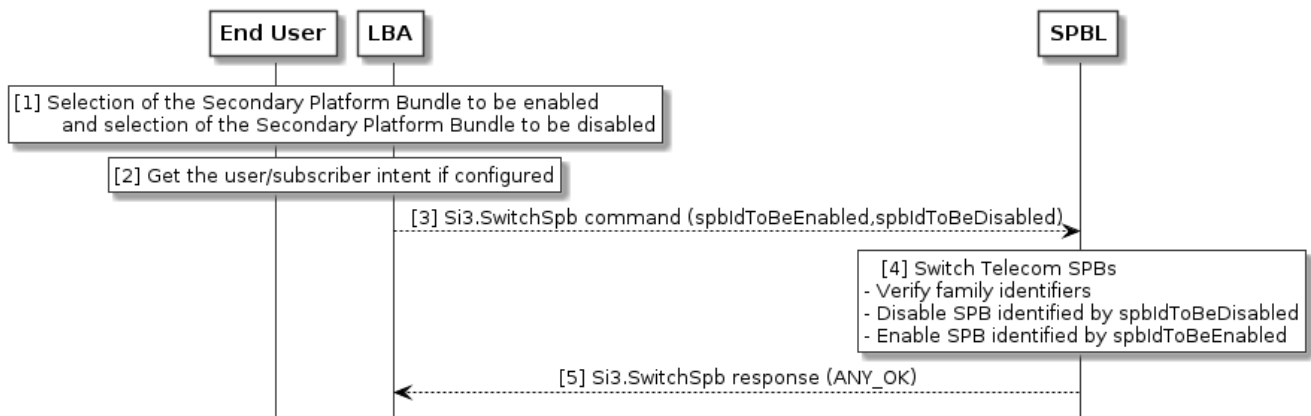 End User
LBA
SPBL
[1] Selection of the Secondary Platform Bundle to be enabled
and selection of the Secondary Platform Bundle to be disabled
[2] Get the user/subscriber intent if configured
[3] Si3.SwitchSpb command (spbIdToBeEnabled,spbIdToBeDisabled)
[4] Switch Telecom SPBs
- Verify family identifiers
- Disable SPB identified by spbIdToBeDisabled
- Enable SPB identified by spbIdToBeEnabled
[5] Si3.SwitchSpb response (ANY_OK)